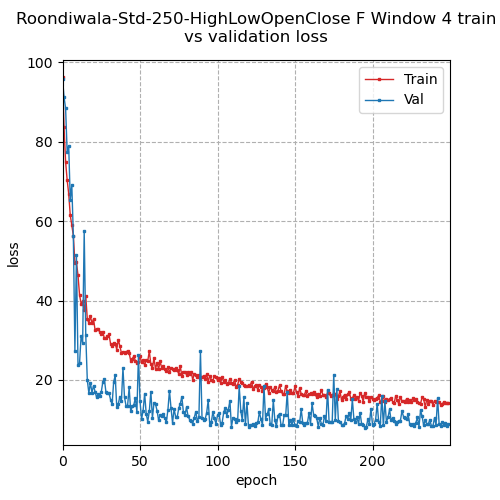 Roondiwala-Std-250-HighLowOpenClose F Window 4 train
vs validation loss
Train
Val
100
80
60
40
20
loss
0
50
100
150
200
epoch